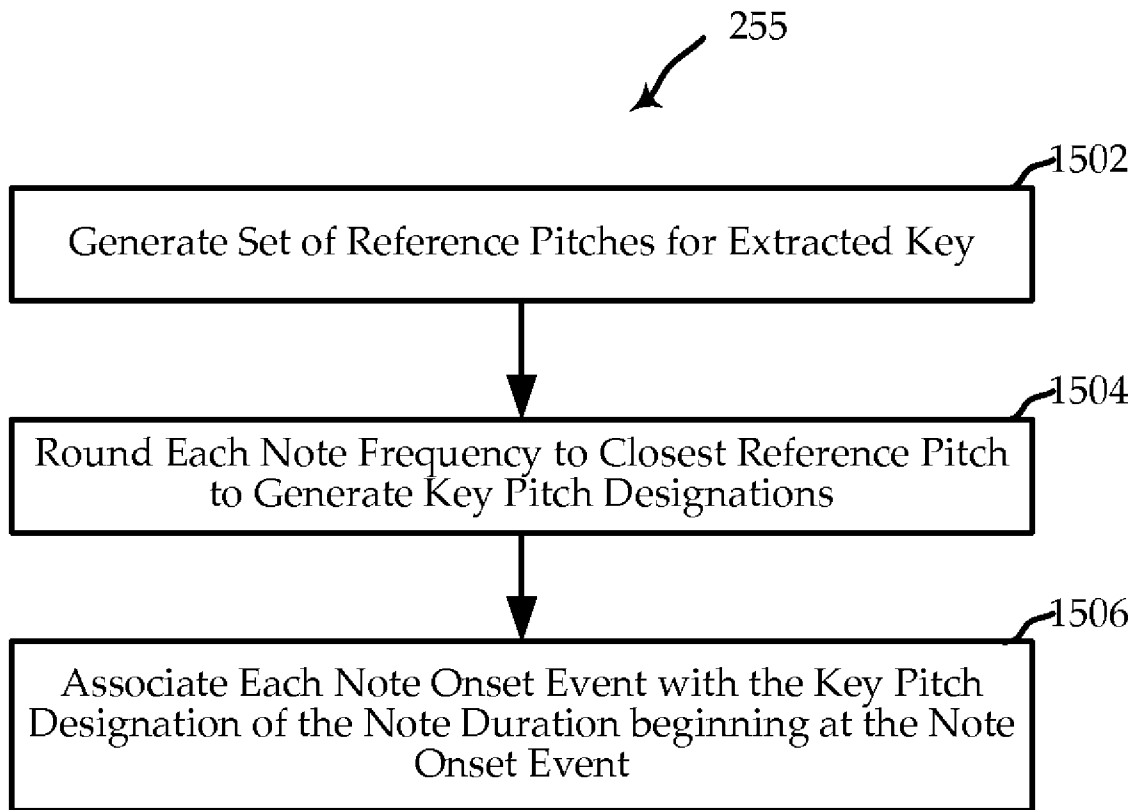 255
1502
Generate Set of Reference Pitches for Extracted Key
1504
Round Each Note Frequency to Closest Reference Pitch
to Generate Key Pitch Designations
1506
Associate Each Note Onset Event with the Key Pitch
Designation of the Note Duration beginning at the Note
Onset Event